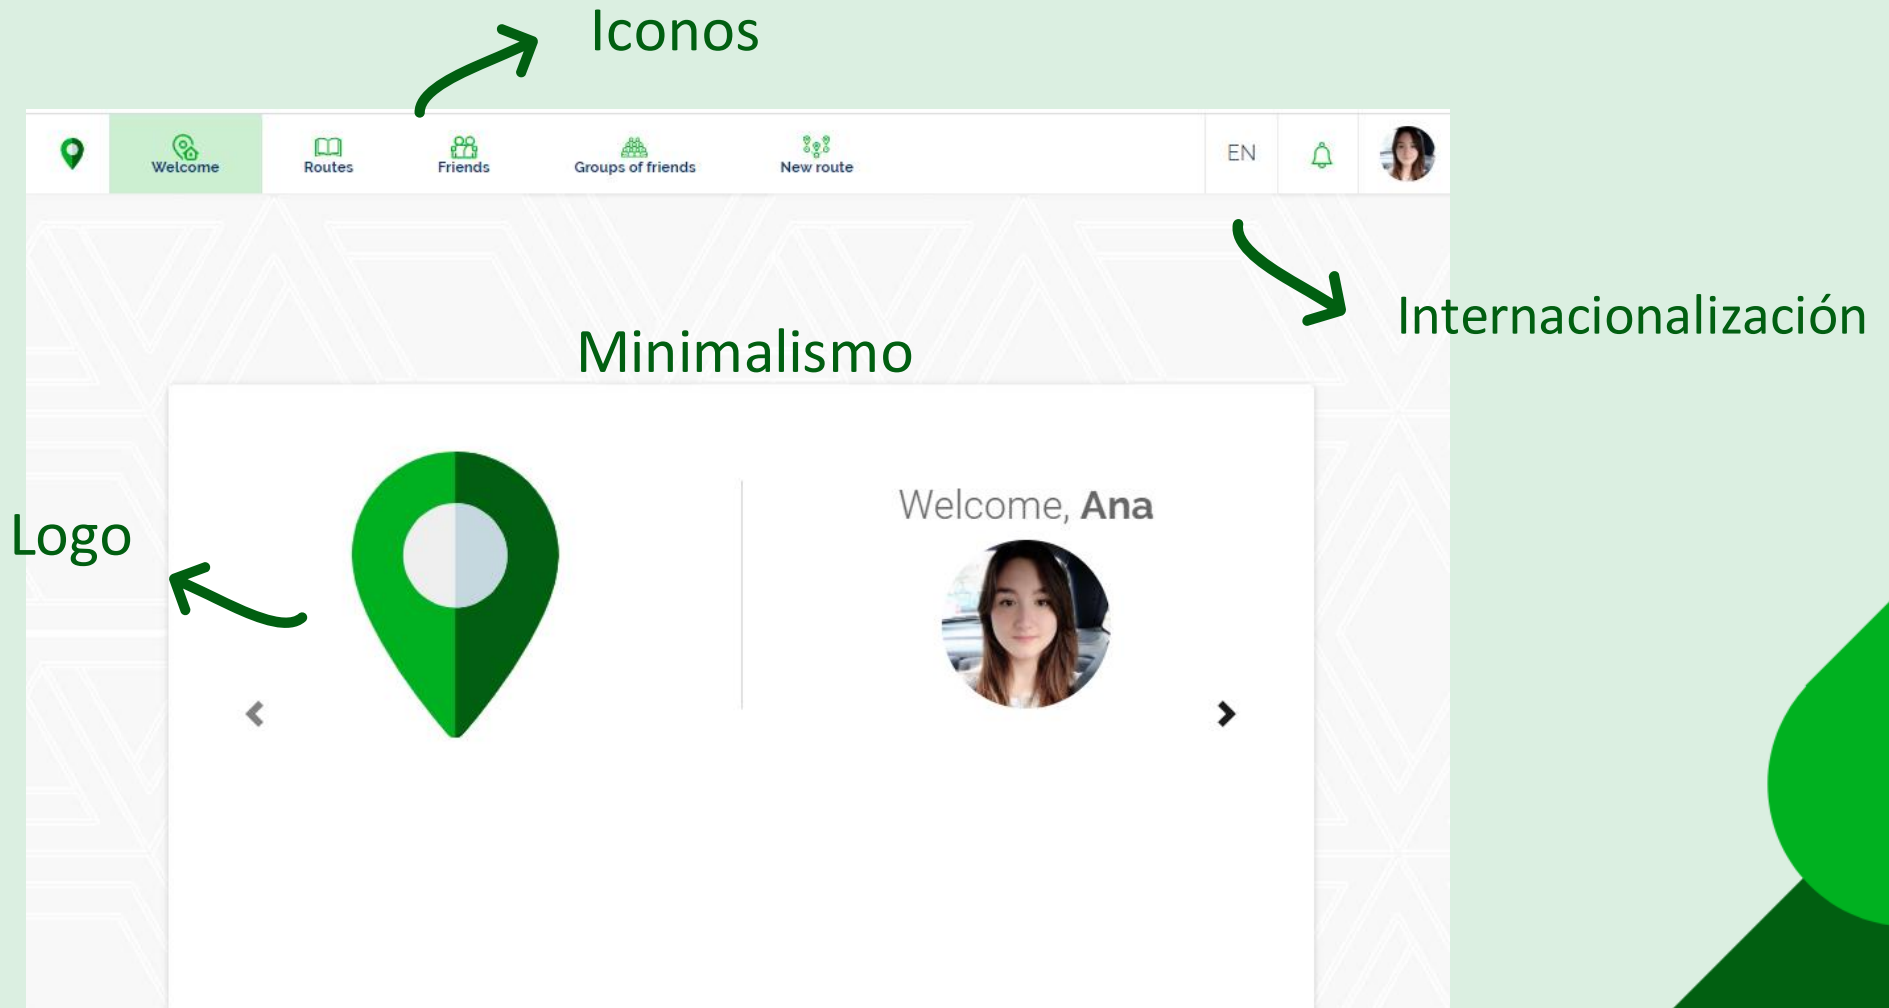 Iconos
Welcome
Routes
Friends
Groups of friends
New route
EN
Internacionalización
Minimalismo
Welcome, Ana
Logo